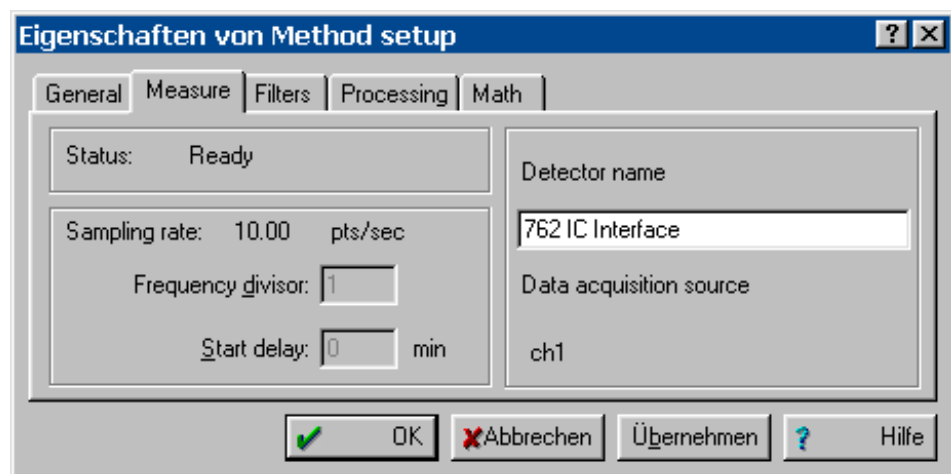 Eigenschaften von Method setup
General Measure Filters Processing Math
Status: Ready
Sampling rate: 10.00 pts/sec
Frequency divisor: 1
Start delay: 0 min
Detector name
762 IC Interface
Data acquisition source
ch1
OK Abbrechen Übernehmen ? Hilfe